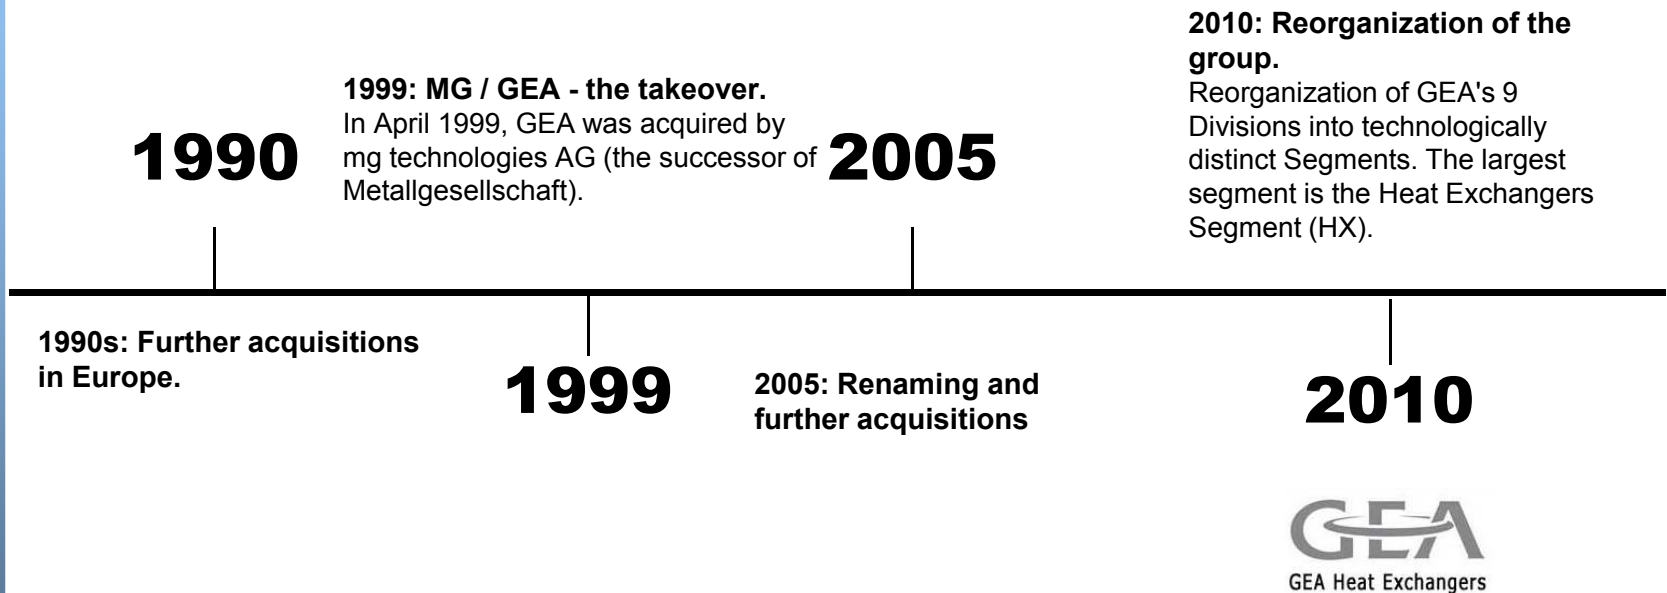 1990
1999: MG / GEA - the takeover.
In April 1999, GEA was acquired by
mg technologies AG (the successor of
Metallgesellschaft).
2005
2010: Reorganization of the
group.
Reorganization of GEA's 9
Divisions into technologically
distinct Segments. The largest
segment is the Heat Exchangers
Segment (HX).
1990s: Further acquisitions
in Europe.
1999
2005: Renaming and
further acquisitions
2010
GEA
GEA Heat Exchangers